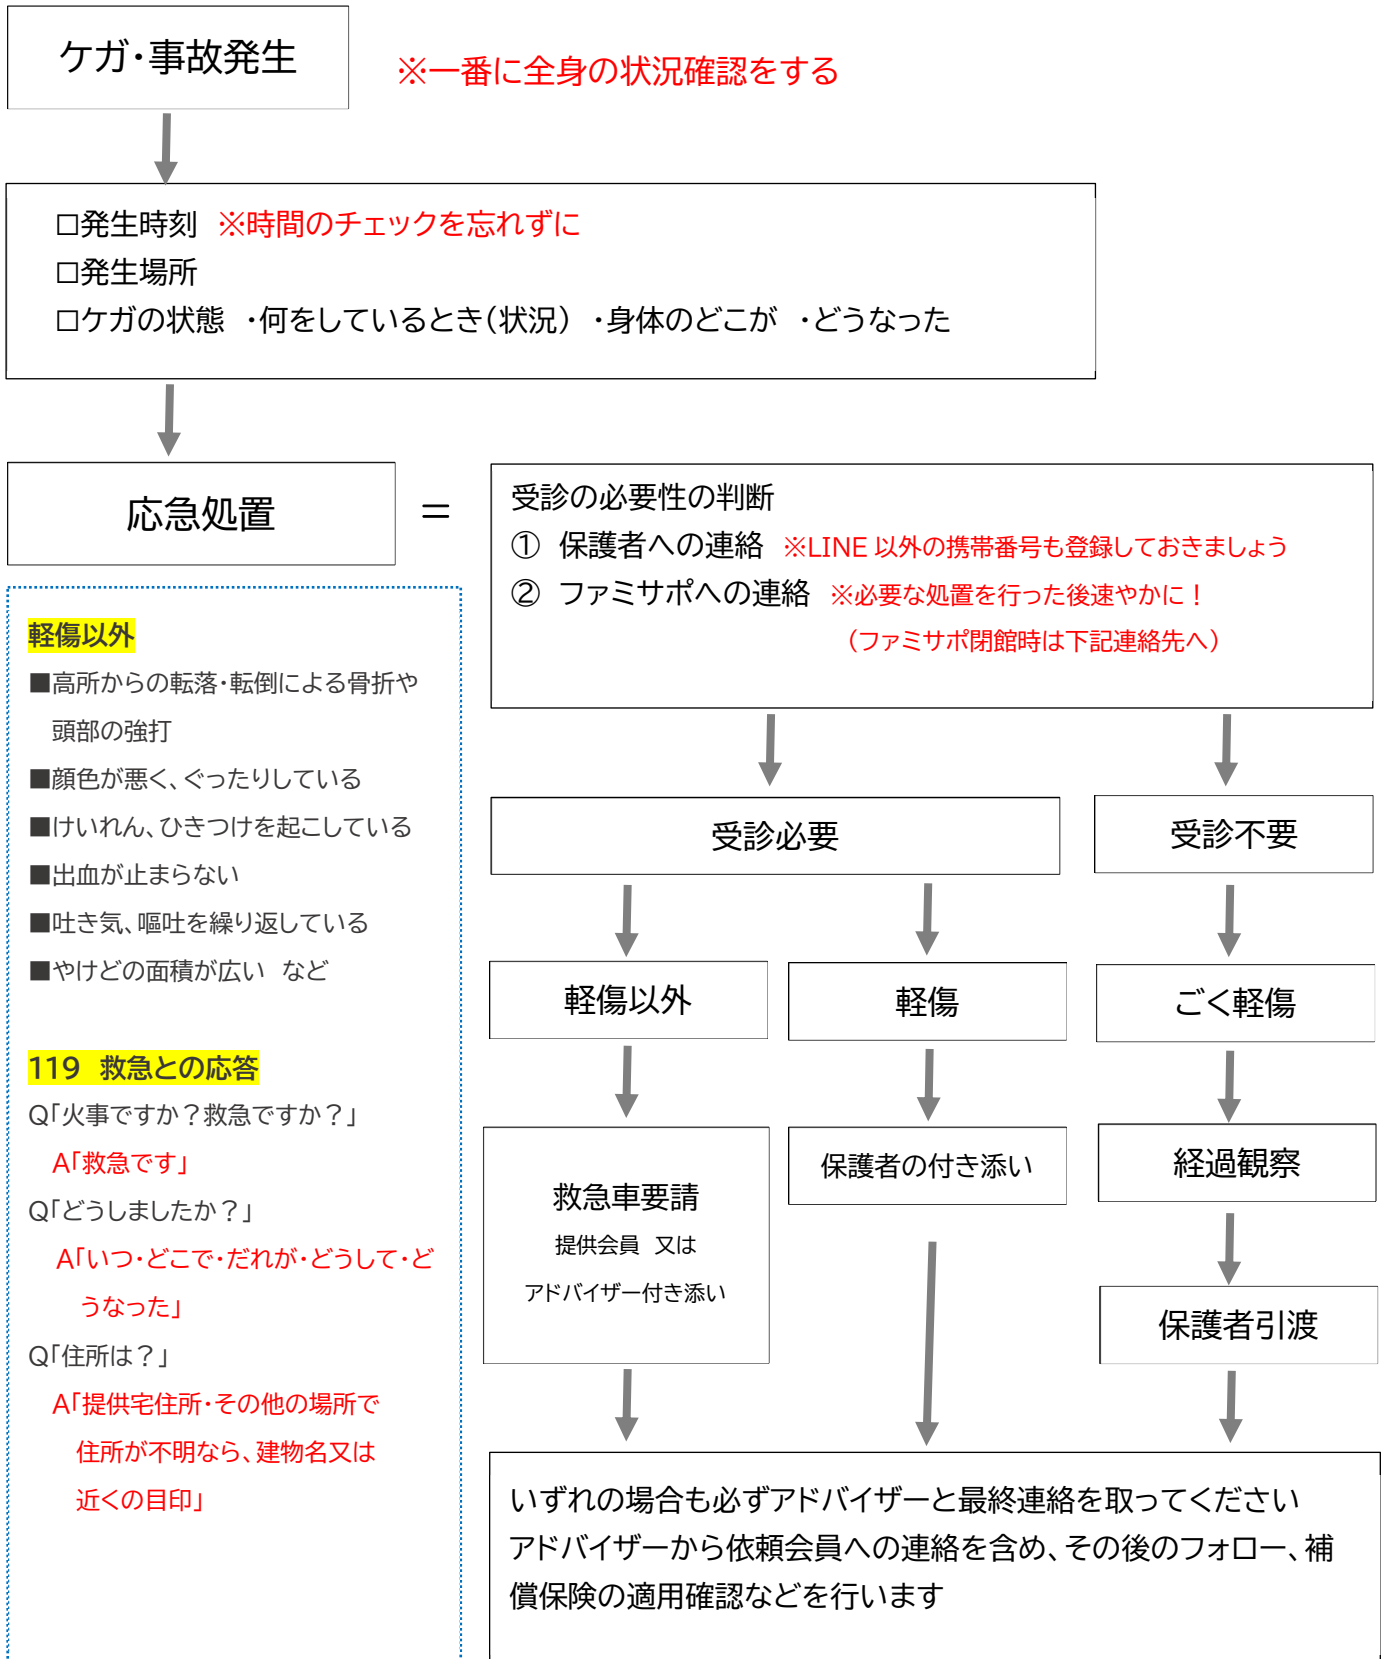 ケガ・事故発生
※一番に全身の状況確認をする
□発生時刻 ※時間のチェックを忘れずに
□発生場所
□ケガの状態 ・何をしているとき(状況) ・身体のどこが ・どうなった
応急処置
=
受診の必要性の判断
① 保護者への連絡 ※LINE 以外の携帯番号も登録しておきましょう
② ファミサポへの連絡 ※必要な処置を行った後速やかに！
(ファミサポ閉館時は下記連絡先へ)
軽傷以外
■高所からの転落・転倒による骨折や
頭部の強打
■顔色が悪く、ぐったりしている
■けいれん、ひきつけを起こしている
■出血が止まらない
■吐き気、嘔吐を繰り返している
■やけどの面積が広い など
119 救急との応答
Q「火事ですか？救急ですか？」
A「救急です」
Q「どうしましたか？」
A「いつ・どこで・だれが・どうして・ど
うなった」
Q「住所は？」
A「提供宅住所・その他の場所で
住所が不明なら、建物名又は
近くの目印」
受診必要
受診不要
軽傷以外
軽傷
ごく軽傷
救急車要請
提供会員 又は
アドバイザー付き添い
保護者の付き添い
経過観察
保護者引渡
いずれの場合も必ずアドバイザーと最終連絡を取ってください
アドバイザーから依頼会員への連絡を含め、その後のフォロー、補
償保険の適用確認などを行います